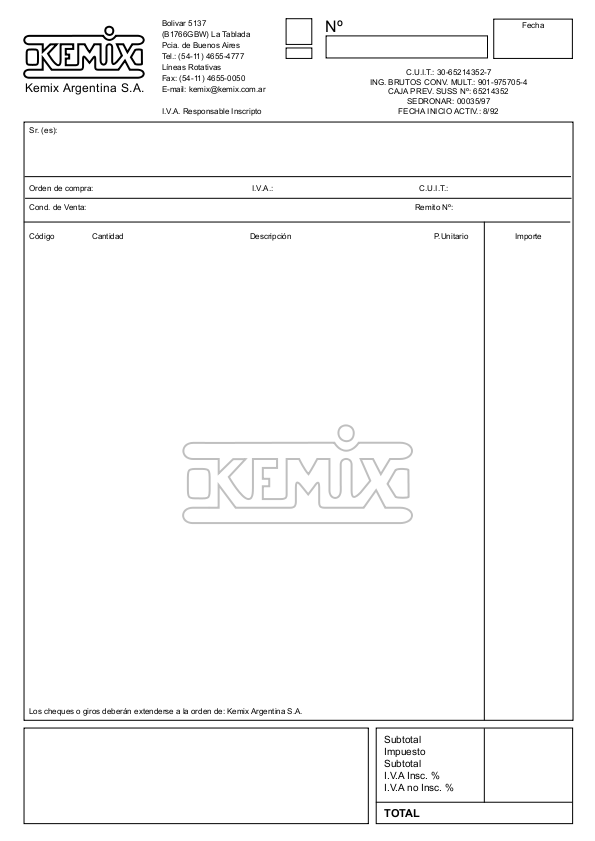 KEMIX
Kemix Argentina S.A.
Bolivar 5137
(B1766GBW) La Tablada
Pcia. de Buenos Aires
Tel.: (54-11) 4655-4777
Líneas Rotativas
Fax: (54-11) 4655-0050
E-mail: kemix@kemix.com.ar
I.V.A. Responsable Inscripto
Nº
Fecha
C.U.I.T.: 30-65214352-7
ING. BRUTOS CONV. MULT.: 901-975705-4
CAJA PREV. SUSS Nº: 65214352
SEDRONAR: 00035/97
FECHA INICIO ACTIV.: 8/92
Sr. (es):
Orden de compra: I.V.A.: C.U.I.T.:
Cond. de Venta: Remito Nº:
Código Cantidad Descripción P.Unitario Importe
KEMIX
Los cheques o giros deberán extenderse a la orden de: Kemix Argentina S.A.
Subtotal
Impuesto
Subtotal
I.V.A Insc. %
I.V.A no Insc. %
TOTAL